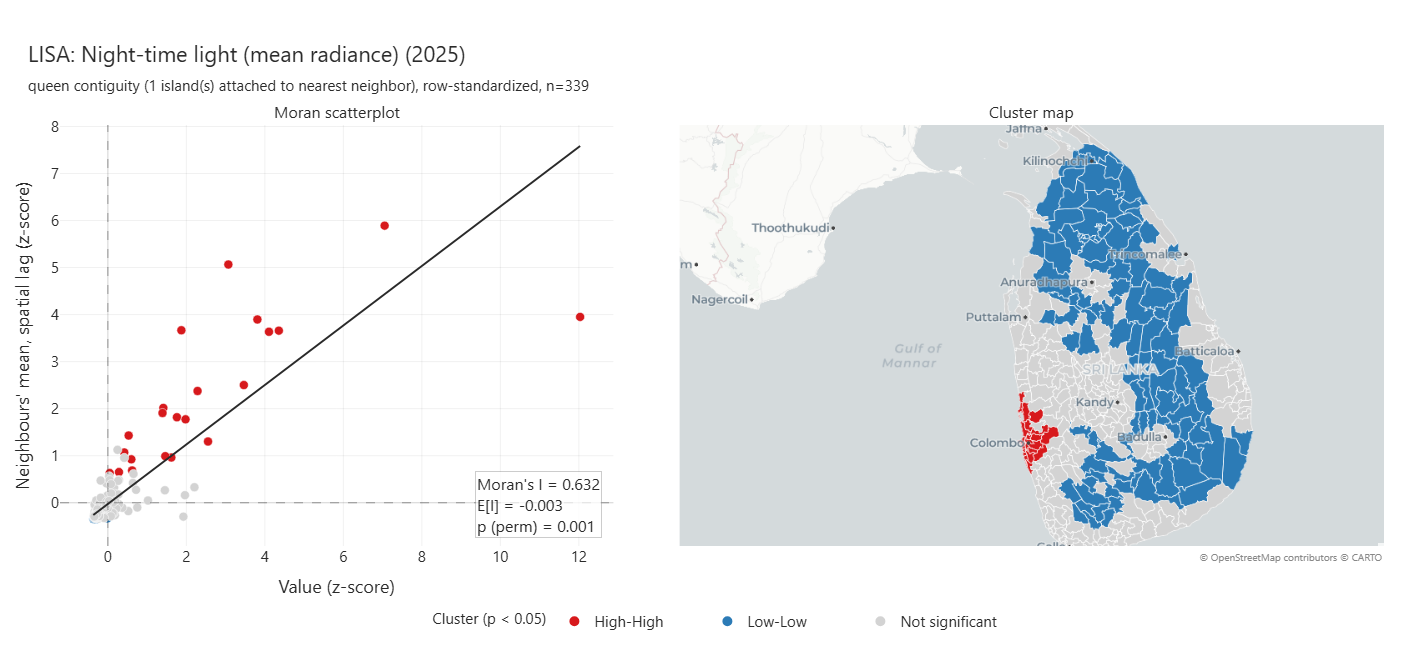 LISA: Night-time light (mean radiance) (2025)
queen contiguity (1 island(s) attached to nearest neighbor), row-standardized, n=339
Moran scatterplot
8
7
6
5
4
3
2
1
0
Neighbours' mean, spatial lag (z-score)
Moran's I = 0.632
E[I] = -0.003
p (perm) = 0.001
0 2 4 6 8 10 12
Value (z-score)
Cluster map
Jaffna
Kilinochchi
Thoothukudi
Trincomalee
m
Anuradhapura
Nagercoil
Puttalam
Gulf of
Mannar
Batticaloa
SRI LANKA
Kandy
Colombo
Badulla
© OpenStreetMap contributors © CARTO
Cluster (p < 0.05) High-High Low-Low Not significant